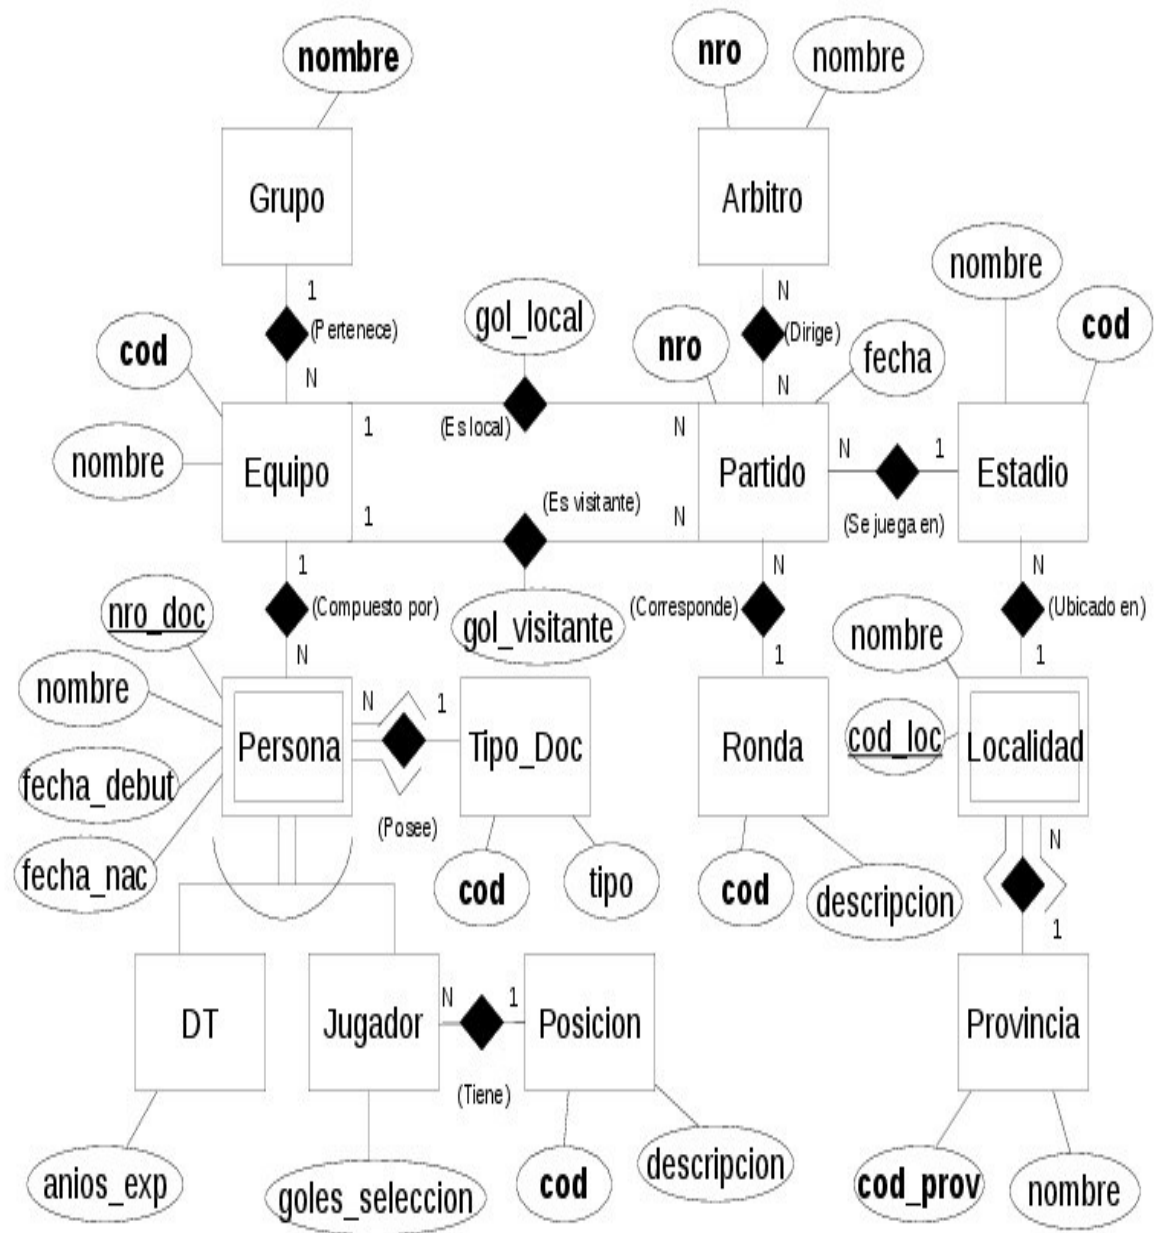 nombre
nro
nombre
Grupo
Arbitro
nombre
1
N
gol_local
cod
(Pertenece)
(Dirige)
cod
nro
fecha
N
N
1
(Es local)
N
nombre
Equipo
Partido
N
1
Estadio
(Es visitante)
1
N
(Se juega en)
1
N
N
nro_doc
(Compuesto por)
(Corresponde)
(Ubicado en)
gol_visitante
nombre
N
1
1
nombre
N
1
cod_loc
Persona
Tipo_Doc
Ronda
Localidad
fecha_debut
(Posee)
N
fecha_nac
cod
tipo
cod
descripcion
1
N
1
DT
Jugador
Posicion
Provincia
(Tiene)
descripcion
anios_exp
goles_seleccion
cod
cod_prov
nombre